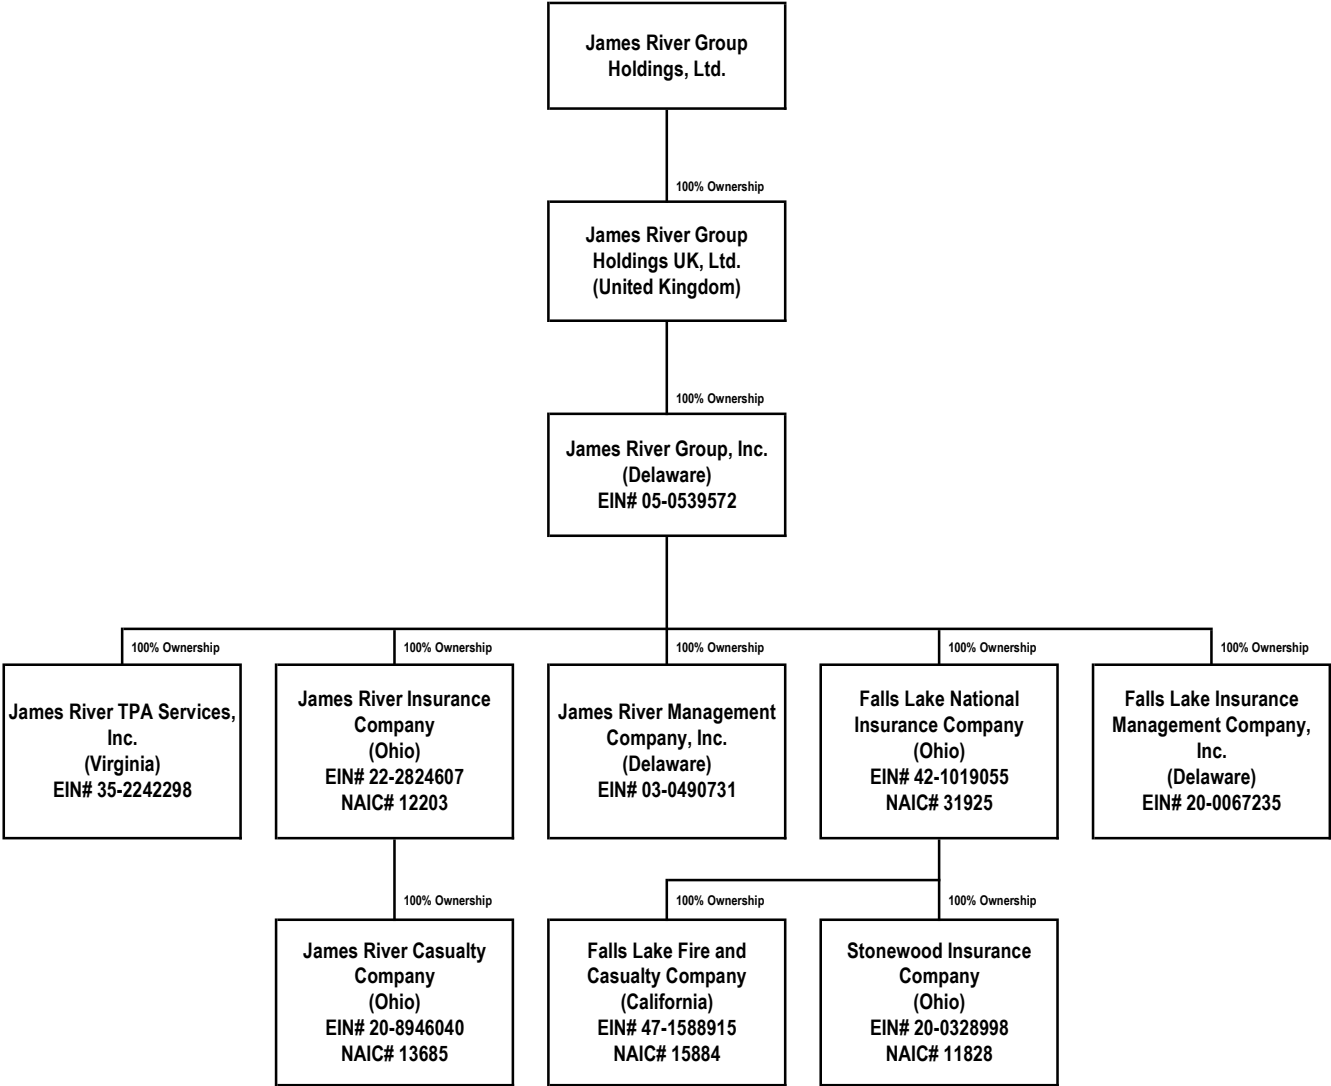 James River Group
Holdings, Ltd.
100% Ownership
James River Group
Holdings UK, Ltd.
(United Kingdom)
100% Ownership
James River Group, Inc.
(Delaware)
EIN# 05-0539572
100% Ownership
James River TPA Services,
Inc.
(Virginia)
EIN# 35-2242298
100% Ownership
James River Insurance
Company
(Ohio)
EIN# 22-2824607
NAIC# 12203
100% Ownership
James River Management
Company, Inc.
(Delaware)
EIN# 03-0490731
100% Ownership
Falls Lake National
Insurance Company
(Ohio)
EIN# 42-1019055
NAIC# 31925
100% Ownership
Falls Lake Insurance
Management Company,
Inc.
(Delaware)
EIN# 20-0067235
100% Ownership
James River Casualty
Company
(Ohio)
EIN# 20-8946040
NAIC# 13685
100% Ownership
Falls Lake Fire and
Casualty Company
(California)
EIN# 47-1588915
NAIC# 15884
100% Ownership
Stonewood Insurance
Company
(Ohio)
EIN# 20-0328998
NAIC# 11828